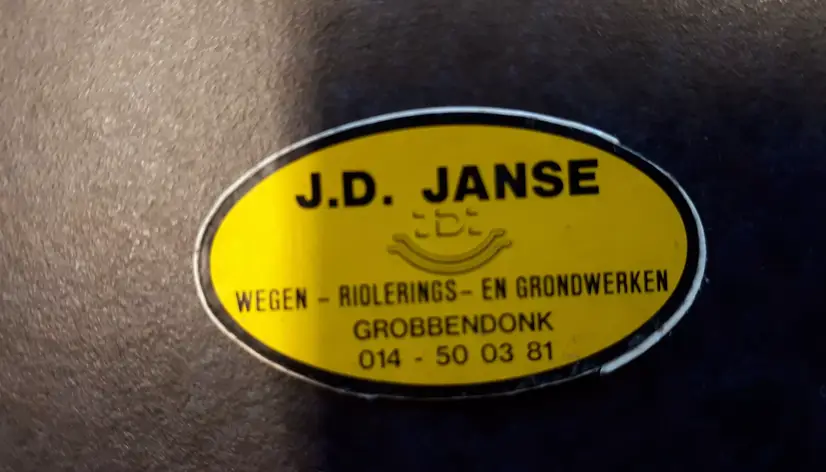 J.D. JANSE
WEGEN - RIOLERINGS- EN GRONDWERKEN
GROBBENDONK
014 - 50 03 81